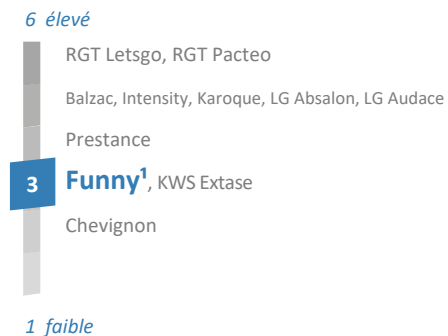 6 élevé
RGT Letsgo, RGT Pacteo
Balzac, Intensity, Karoque, LG Absalon, LG Audace
Prestance
3 Funny¹, KWS Extase
Chevignon
1 faible